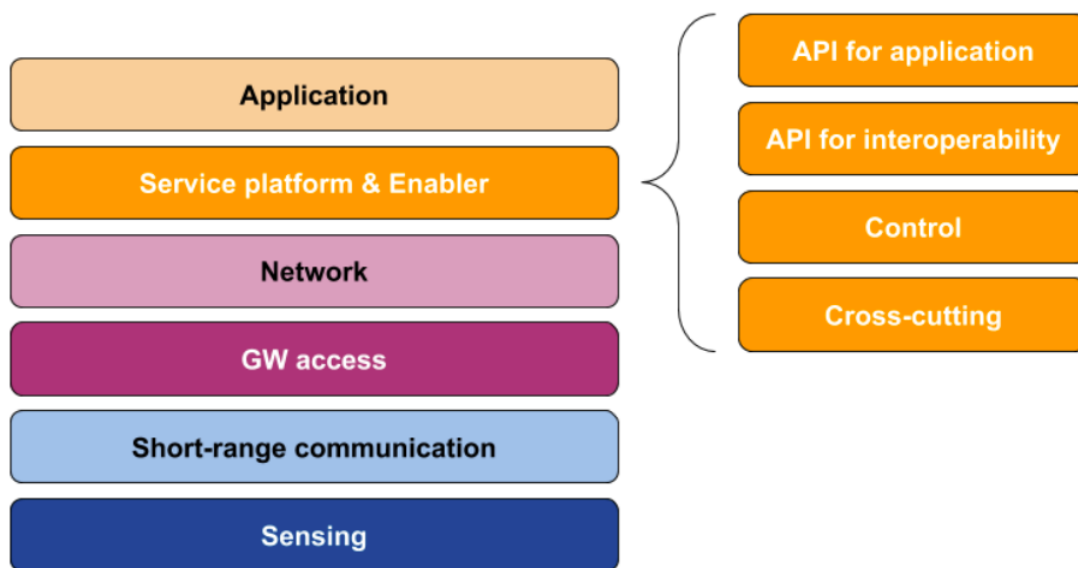 Application
Service platform & Enabler
Network
GW access
Short-range communication
Sensing
API for application
API for interoperability
Control
Cross-cutting